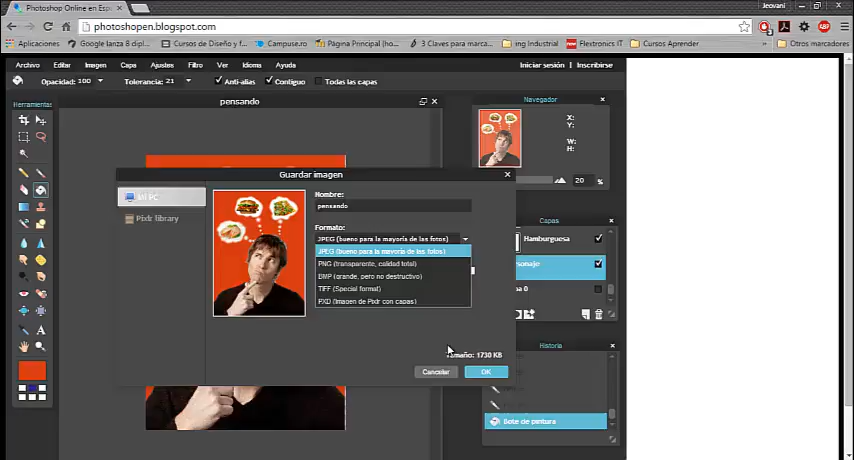 Photoshop Online en Esp
Jeovani
photoshopen.blogspot.com
Aplicaciones Google lanza 8 dipl... Cursos de Diseño y f... Campuse.ro Página Principal (ho... 3 Claves para marca... ing Industrial Flextronics IT Cursos Aprender Otros marcadores
Archivo Editar Imagen Capa Ajustes Filtro Ver Idioma Ayuda Iniciar sesión Inscribirse
Opacidad: 100 Tolerancia: 21 Anti-alias Contiguo Todas las capas
Herramientas
pensando
Navegador
X:
Y:
W:
H:
20 %
Guardar imagen
Mi PC
Pixlr library
Nombre:
pensando
Formato:
JPEG (bueno para la mayoría de las fotos)
JPEG (bueno para la mayoría de las fotos)
PNG (transparente, calidad total)
BMP (grande, pero no destructivo)
TIFF (Special format)
PXD (Imagen de Pixlr con capas)
Tamaño: 1730 KB
Cancelar OK
Capas
Hamburguesa
sonaje
a 0
Historia
Bote de pintura